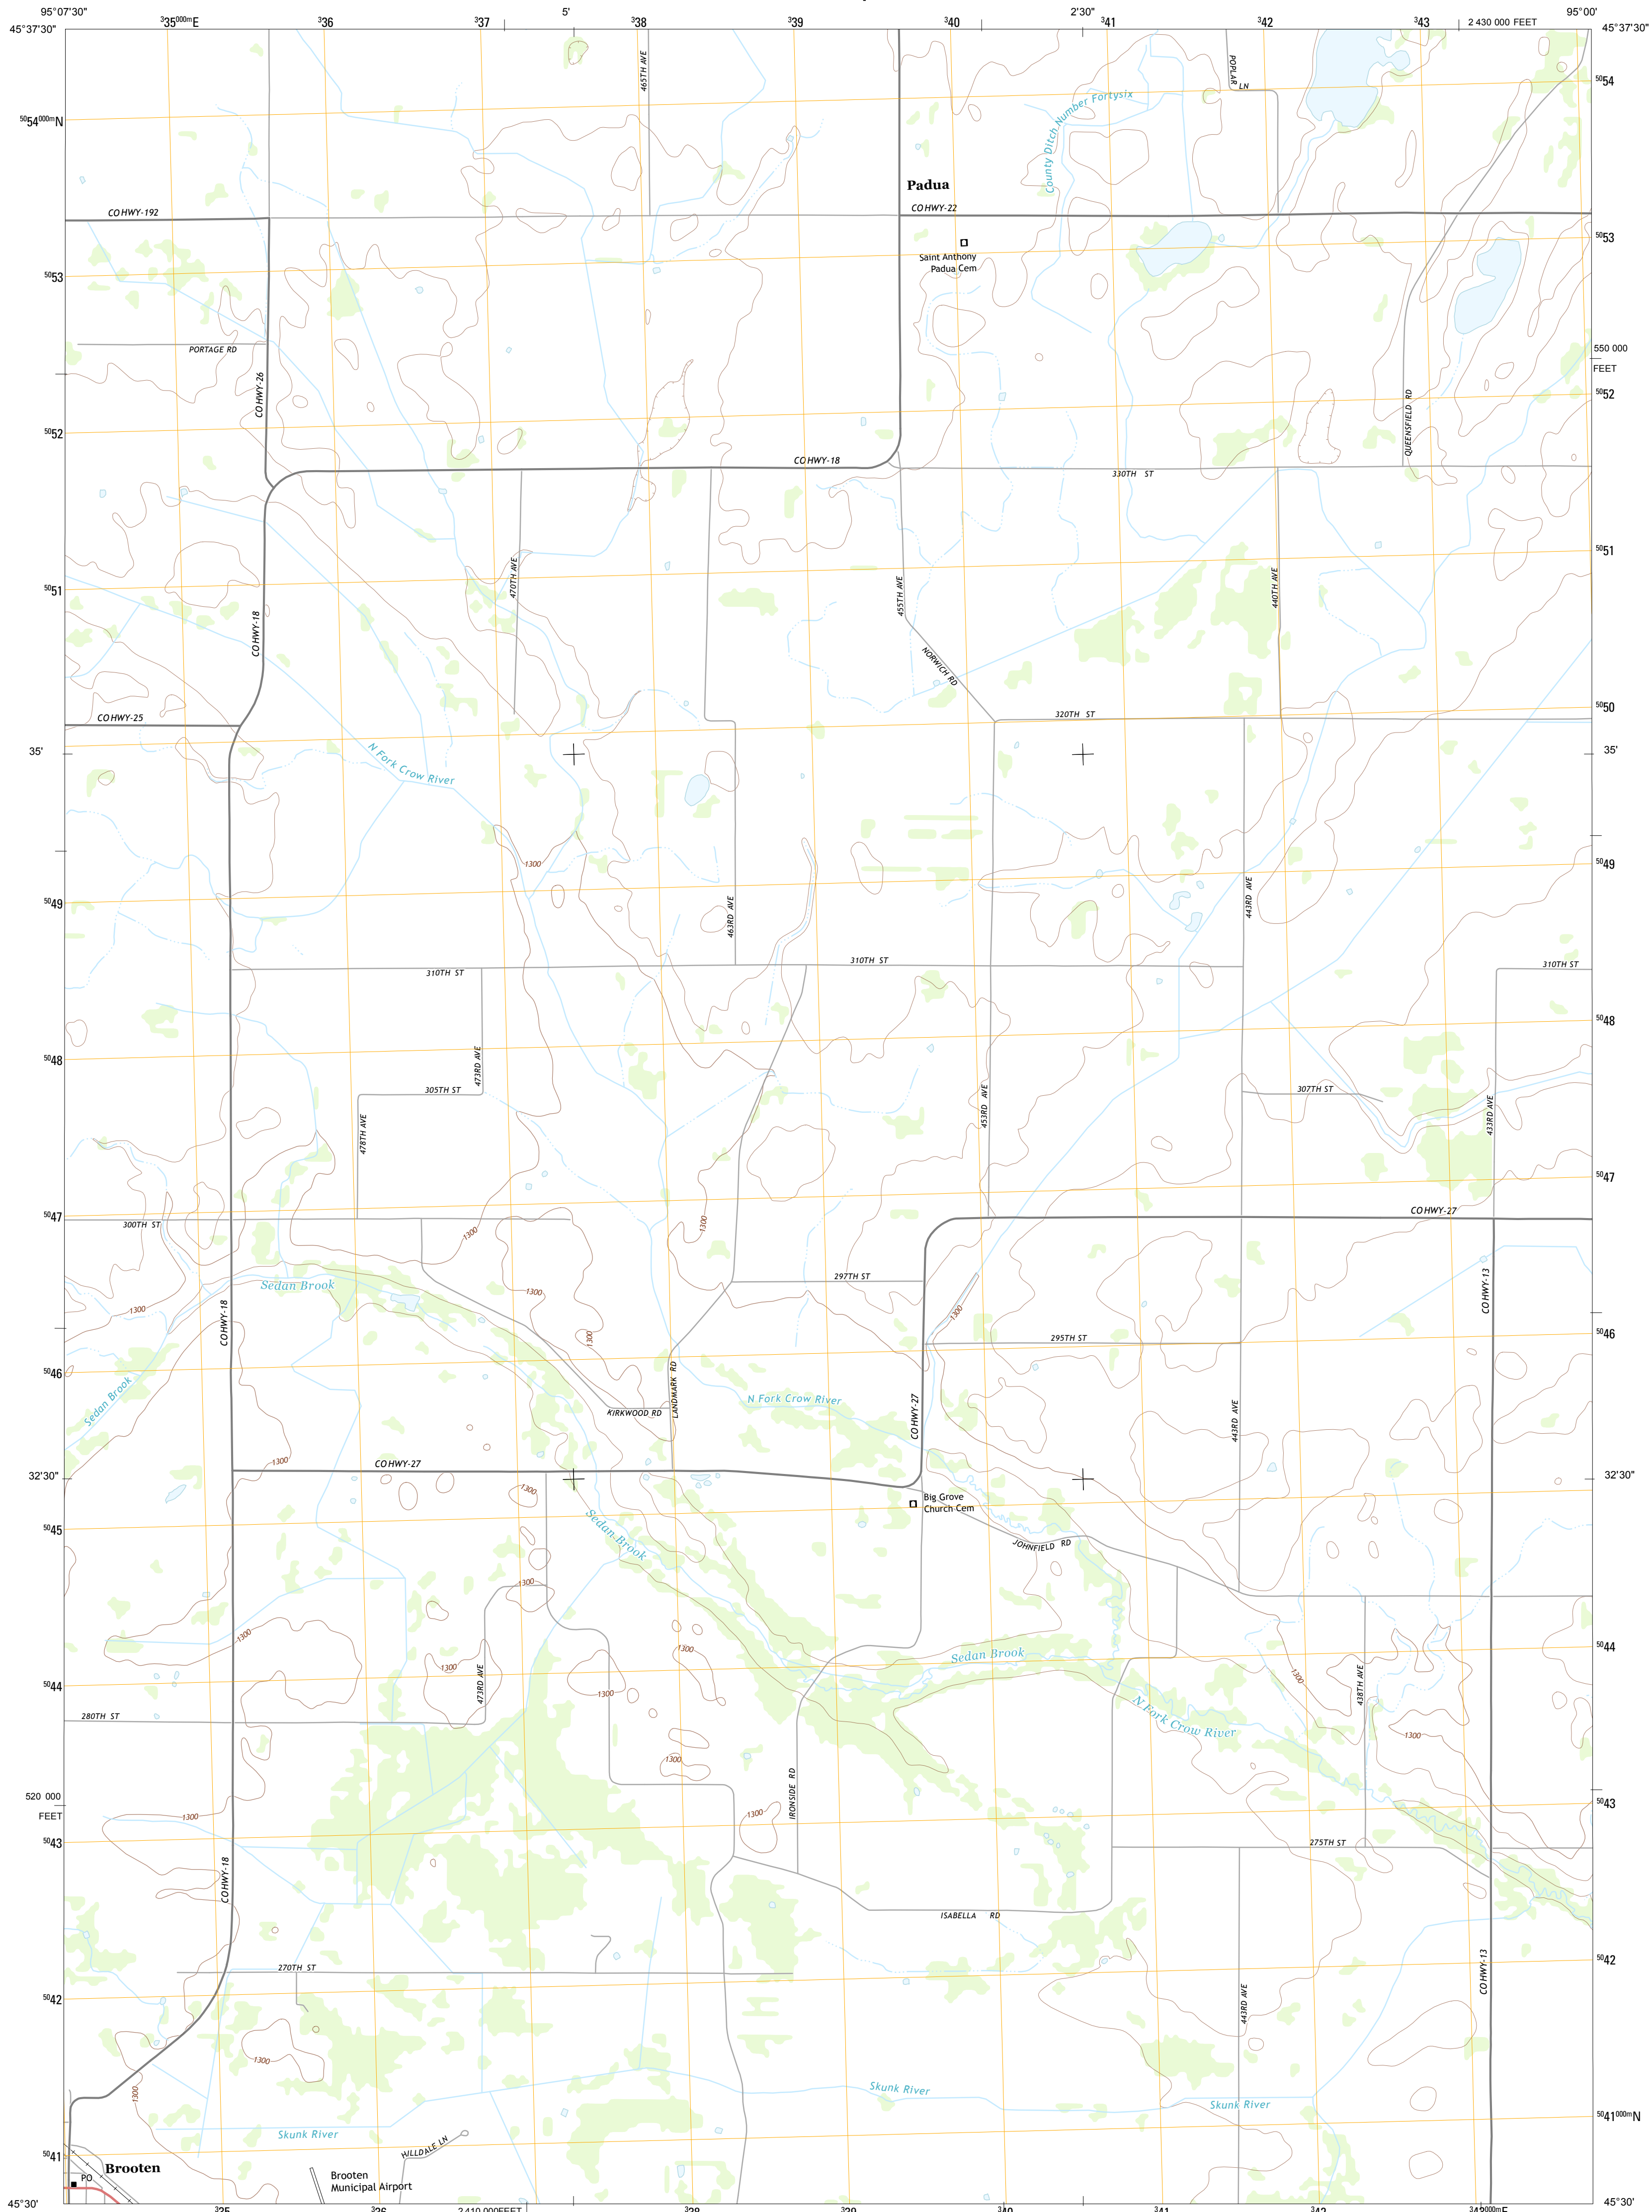 95°07'30"
³35⁰⁰⁰ᵐE
³36
³37
5'
³38
³39
³40
2'30"
³41
³42
³43
2 430 000 FEET
95°00'
45°37'30"
45°37'30"
465TH AVE
POPLAR
LN
⁵⁰54
County Ditch Number Fortysix
⁵⁰54⁰⁰⁰ᵐN
Padua
CO HWY-192
CO HWY-22
⁵⁰53
Saint Anthony
Padua Cem
⁵⁰53
PORTAGE RD
550 000
FEET
CO HWY-26
QUEENSFIELD RD
⁵⁰52
⁵⁰52
CO HWY-18
330TH ST
⁵⁰51
470TH AVE
455TH AVE
440TH AVE
⁵⁰51
CO HWY-18
NORWICH RD
⁵⁰50
CO HWY-25
320TH ST
35'
N Fork Crow River
35'
1300
⁵⁰49
463RD AVE
443RD AVE
⁵⁰49
310TH ST
310TH ST
310TH ST
⁵⁰48
⁵⁰48
473RD AVE
305TH ST
307TH ST
478TH AVE
453RD AVE
433RD AVE
⁵⁰47
⁵⁰47
CO HWY-27
300TH ST
1300
1300
297TH ST
Sedan Brook
CO HWY-13
1300
1300
1300
CO HWY-18
1300
295TH ST
⁵⁰46
⁵⁰46
Sedan Brook
LANDMARK RD
N Fork Crow River
KIRKWOOD RD
CO HWY-27
443RD AVE
1300
CO HWY-27
32'30"
32'30"
1300
Big Grove
Church Cem
⁵⁰45
⁵⁰45
Sedan Brook
JOHNFIELD RD
1300
1300
1300
⁵⁰44
Sedan Brook
1300
1300
1300
473RD AVE
438TH AVE
⁵⁰44
1300
N Fork Crow River
280TH ST
1300
1300
IRONSIDE RD
520 000
FEET
1300
1300
⁵⁰43
⁵⁰43
275TH ST
CO HWY-18
ISABELLA RD
⁵⁰42
270TH ST
CO HWY-13
⁵⁰42
443RD AVE
1300
1300
Skunk River
Skunk River
⁵⁰41⁰⁰⁰ᵐN
Skunk River
HILLDALE LN
⁵⁰41
Brooten
PO
Brooten
Municipal Airport
45°30'
45°30'